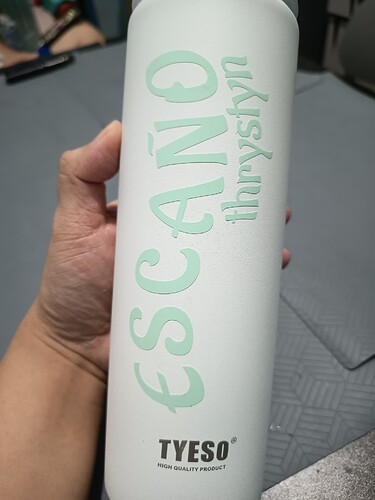 ESCAÑO
thrystyn
TYESO®
HIGH QUALITY PRODUCT